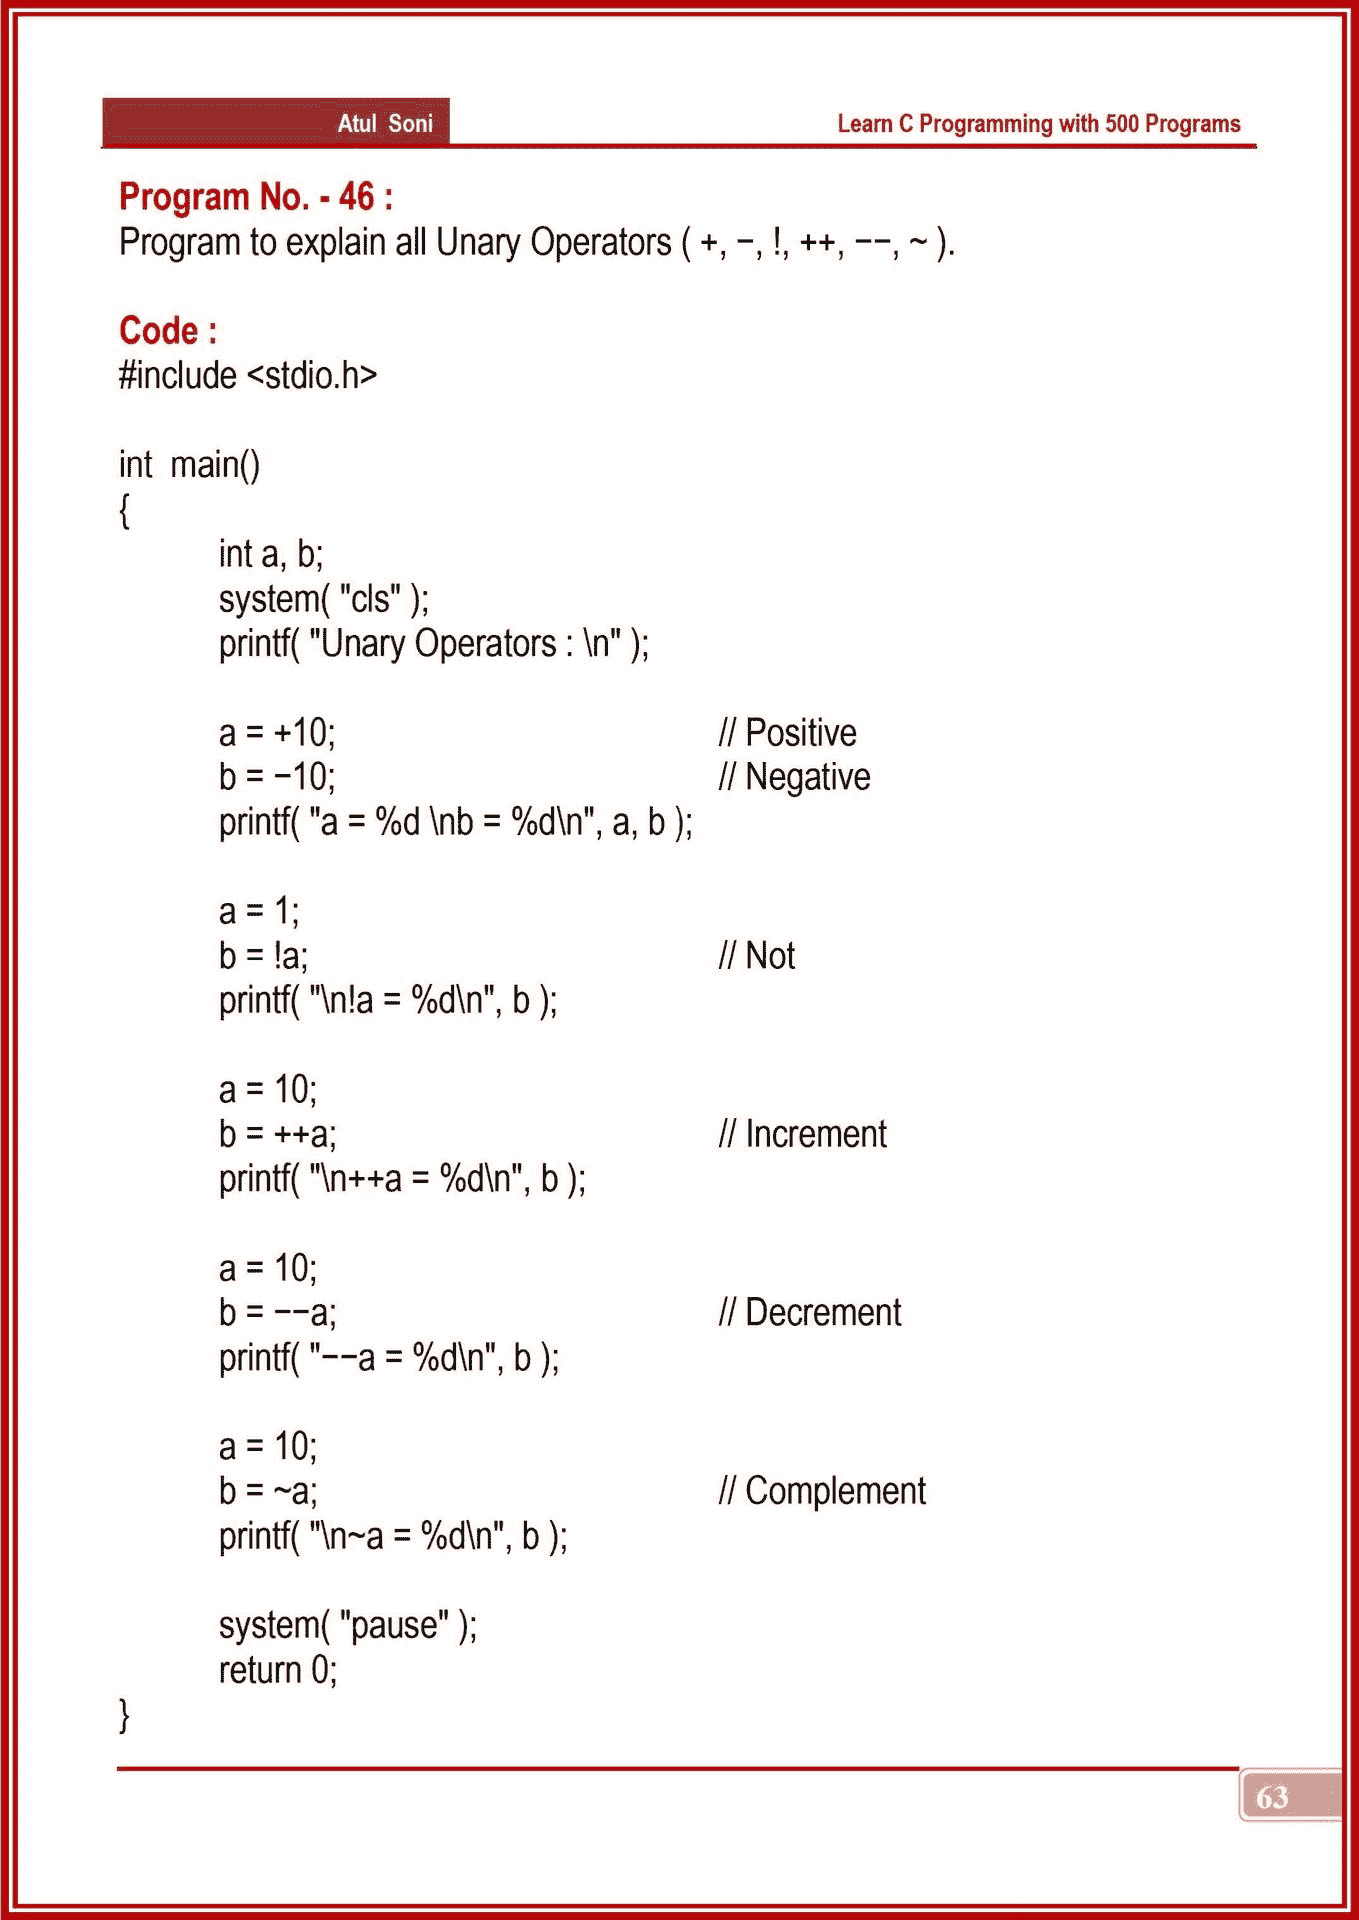 Atul  Soni
Learn C Programming with 500 Programs
Program No. - 46 :
Program to explain all Unary Operators ( +, −, !, ++, −−, ~ ).
Code :
#include <stdio.h>
int  main()
{
int a, b;
system( "cls" );
printf( "Unary Operators : \n" );
a = +10; // Positive
b = −10; // Negative
printf( "a = %d \nb = %d\n", a, b );
a = 1;
b = !a; // Not
printf( "\n!a = %d\n", b );
a = 10;
b = ++a; // Increment
printf( "\n++a = %d\n", b );
a = 10;
b = −−a; // Decrement
printf( "−−a = %d\n", b );
a = 10;
b = ~a; // Complement
printf( "\n~a = %d\n", b );
system( "pause" );
return 0;
}
63